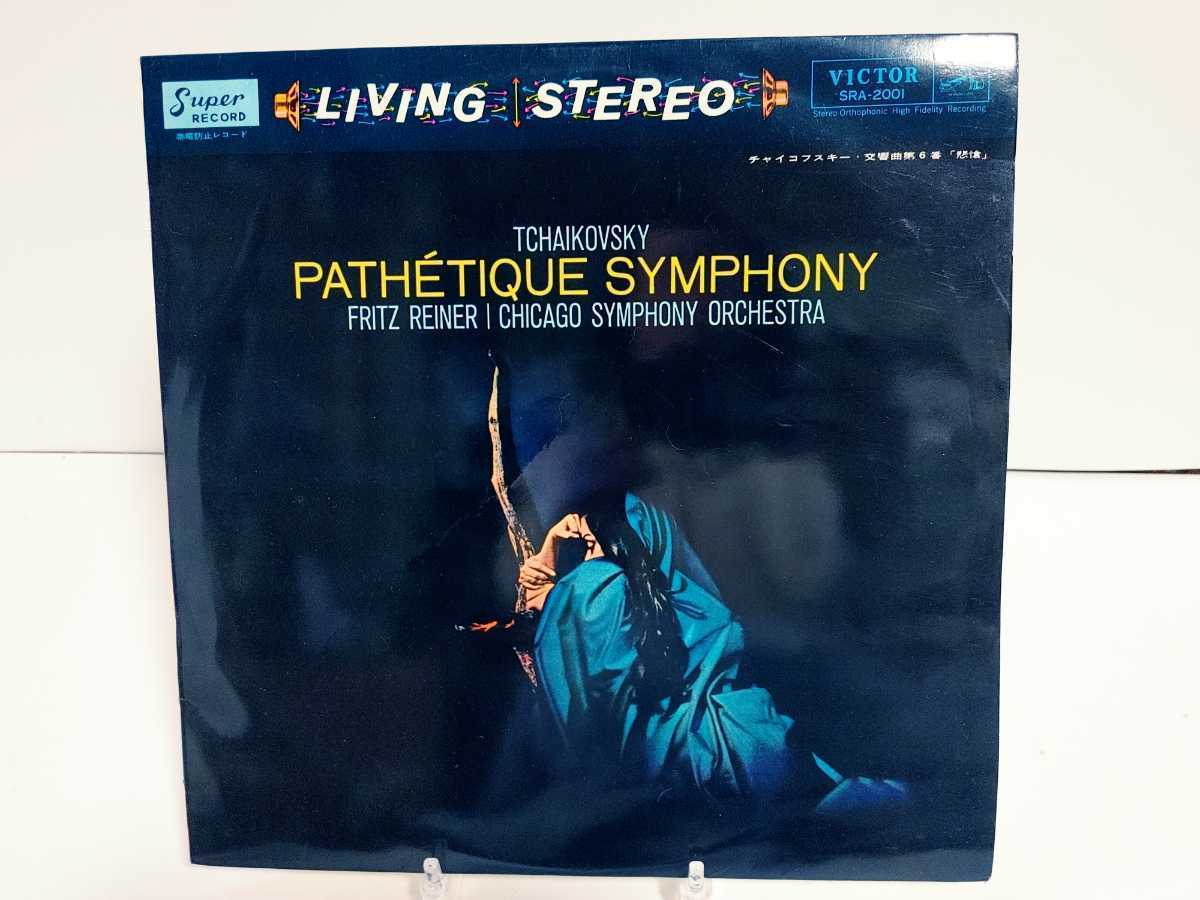 Super
RECORD
帯電防止レコード
LIVING STEREO
VICTOR
SRA-2001
Stereo-Orthophonic High Fidelity Recording
チャイコフスキー・交響曲第6番「悲愴」
TCHAIKOVSKY
PATHÉTIQUE SYMPHONY
FRITZ REINER | CHICAGO SYMPHONY ORCHESTRA